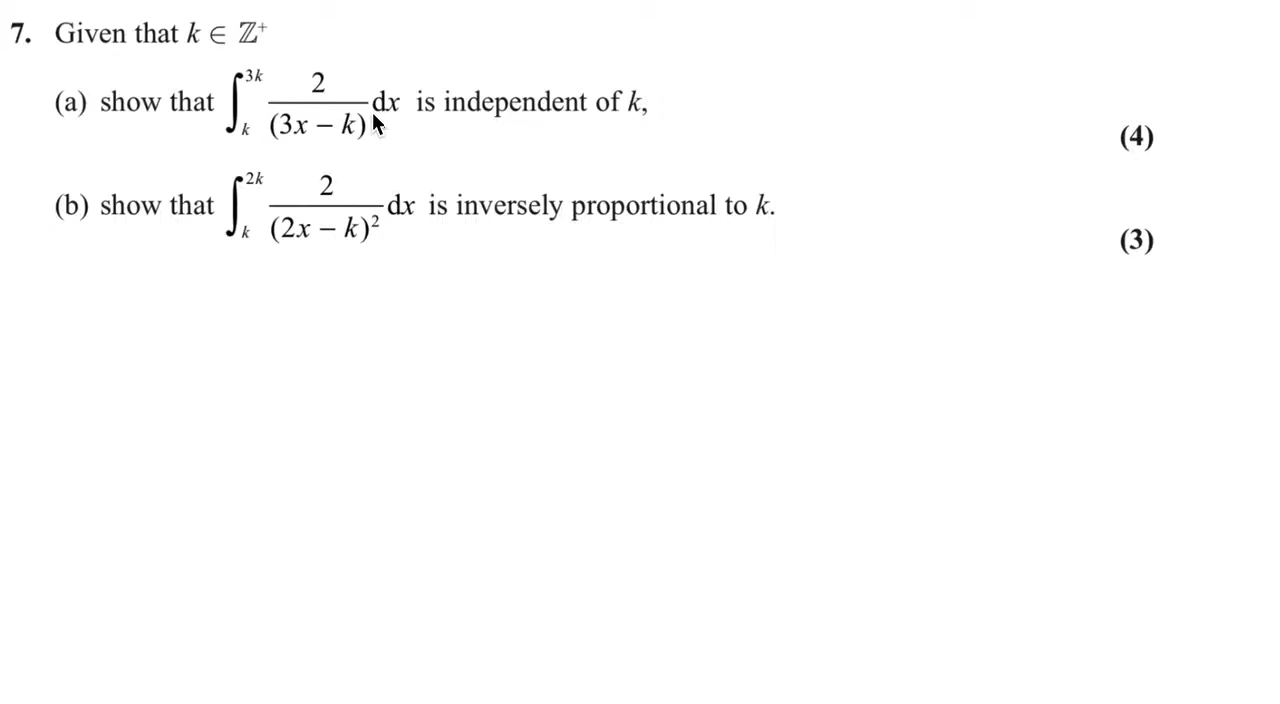 7. Given that k ∈ ℤ⁺
(a) show that ∫ₖ³ᵏ 2/(3x − k) dx is independent of k,
(4)
(b) show that ∫ₖ²ᵏ 2/(2x − k)² dx is inversely proportional to k.
(3)